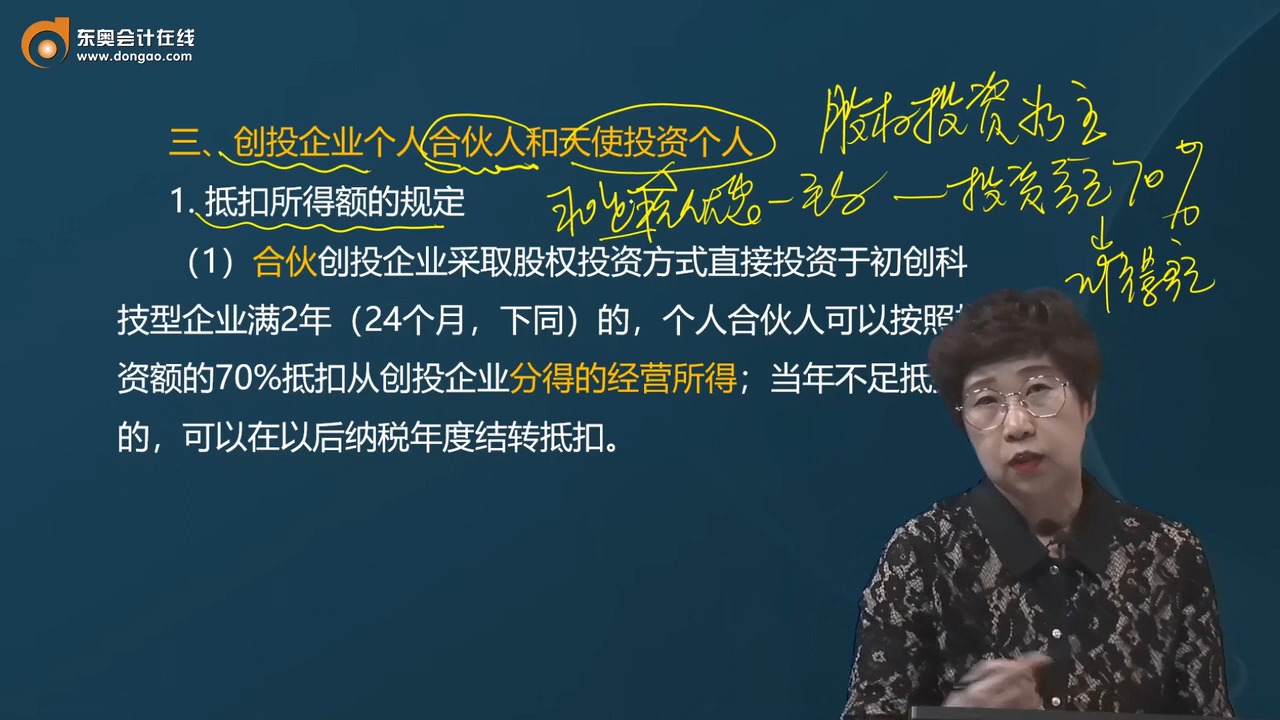 东奥会计在线
www.dongao.com
股权投资为主
三、创投企业个人合伙人和天使投资个人
投资额70%
1. 抵扣所得额的规定
（1）合伙创投企业采取股权投资方式直接投资于初创科
技型企业满2年（24个月，下同）的，个人合伙人可以按照
资额的70%抵扣从创投企业分得的经营所得；当年不足抵
的，可以在以后纳税年度结转抵扣。